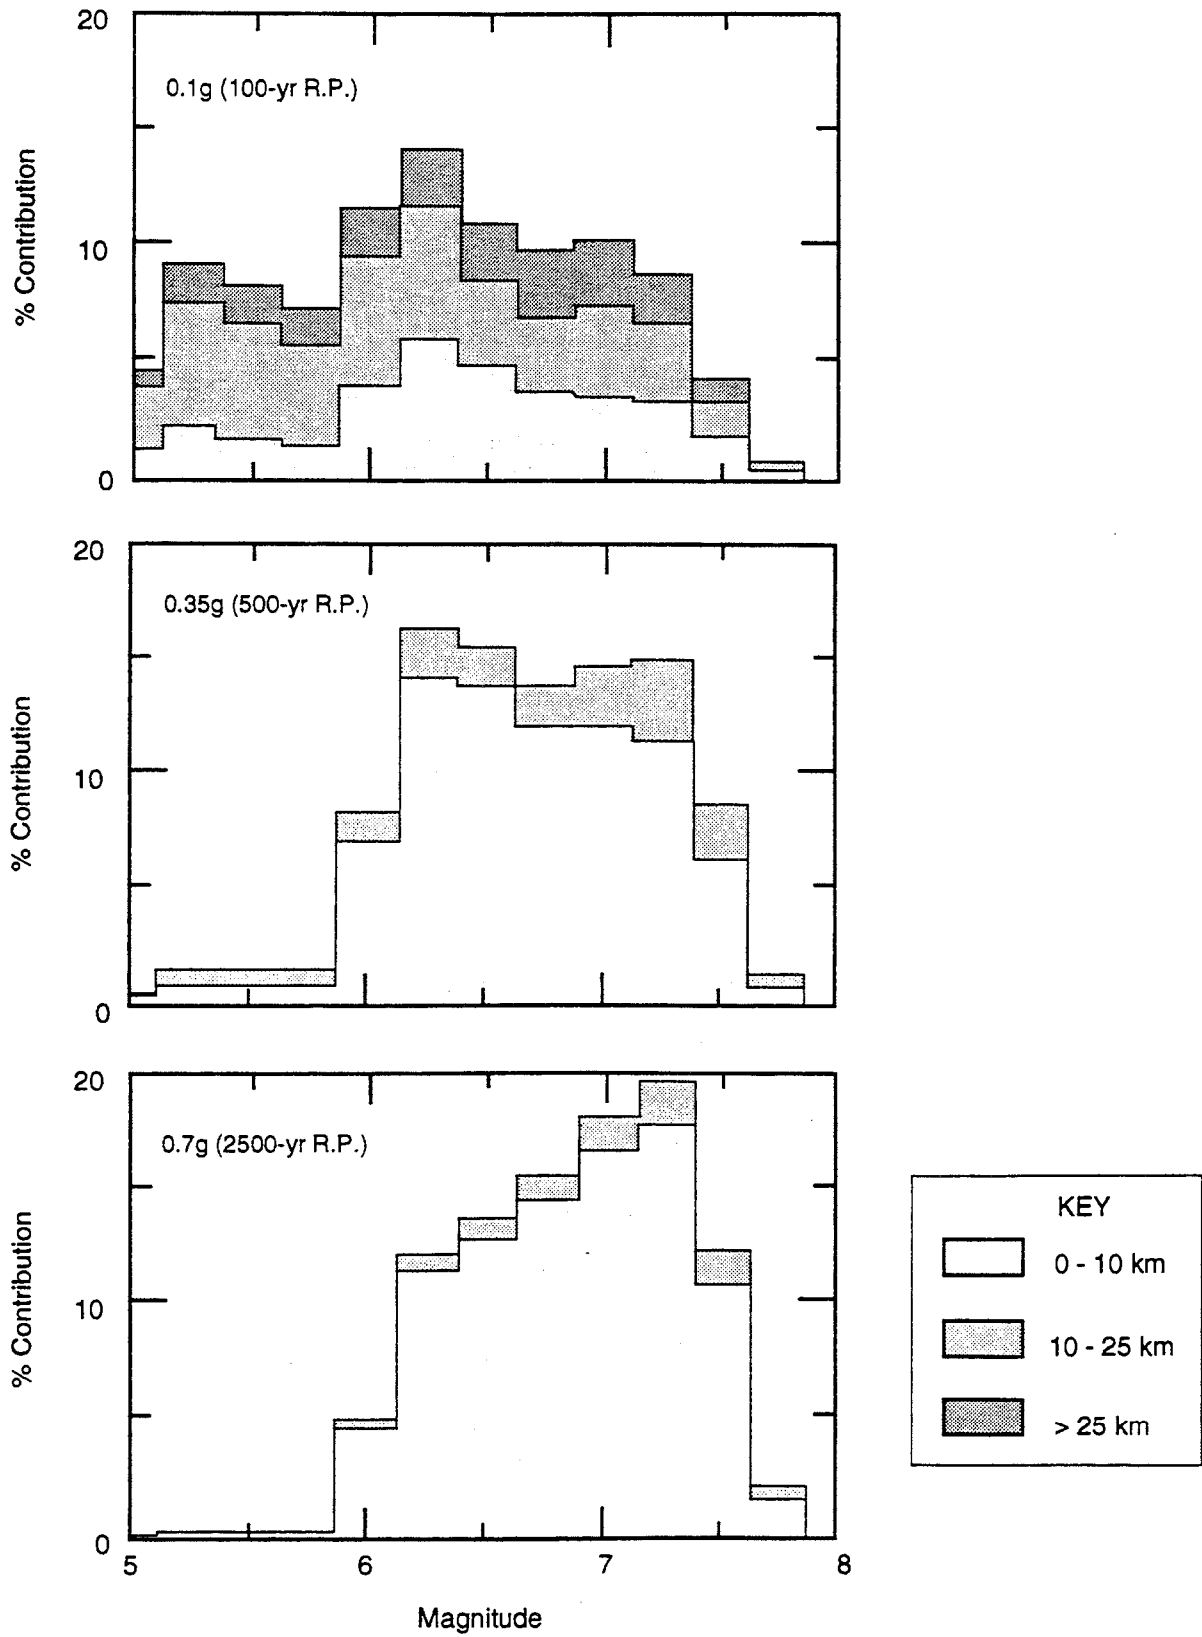 20
0.1g (100-yr R.P.)
% Contribution
10
0
20
0.35g (500-yr R.P.)
% Contribution
10
0
20
0.7g (2500-yr R.P.)
% Contribution
10
0
5
6
7
8
Magnitude
KEY
0 - 10 km
10 - 25 km
> 25 km